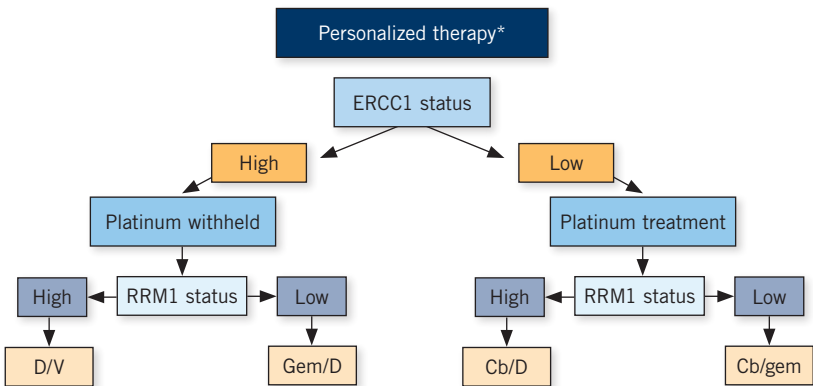 Personalized therapy*
ERCC1 status
High
Low
Platinum withheld
Platinum treatment
High
RRM1 status
Low
High
RRM1 status
Low
D/V
Gem/D
Cb/D
Cb/gem